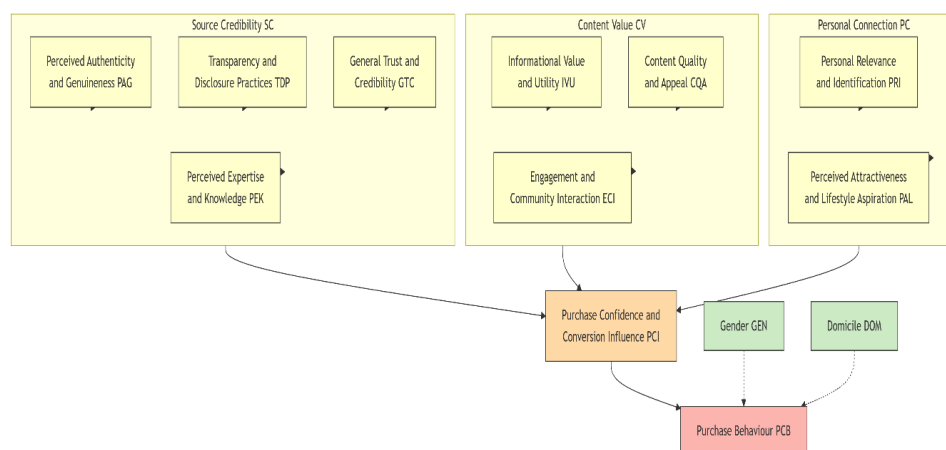 Source Credibility SC
Perceived Authenticity
and Genuineness PAG
Transparency and
Disclosure Practices TDP
General Trust and
Credibility GTC
Perceived Expertise
and Knowledge PEK
Content Value CV
Informational Value
and Utility IVU
Content Quality
and Appeal CQA
Engagement and
Community Interaction ECI
Personal Connection PC
Personal Relevance
and Identification PRI
Perceived Attractiveness
and Lifestyle Aspiration PAL
Purchase Confidence and
Conversion Influence PCI
Gender GEN
Domicile DOM
Purchase Behaviour PCB